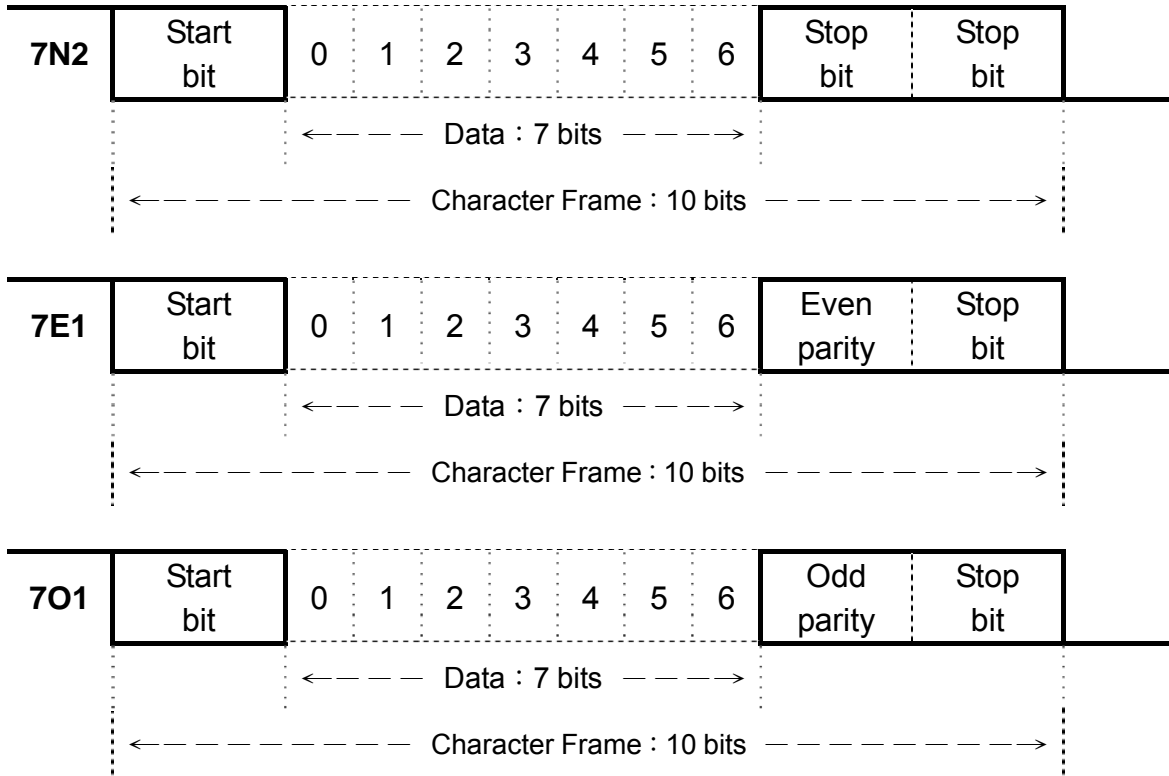 7N2 Start bit 0 1 2 3 4 5 6 Stop bit Stop bit
Data : 7 bits
Character Frame : 10 bits
7E1 Start bit 0 1 2 3 4 5 6 Even parity Stop bit
Data : 7 bits
Character Frame : 10 bits
7O1 Start bit 0 1 2 3 4 5 6 Odd parity Stop bit
Data : 7 bits
Character Frame : 10 bits